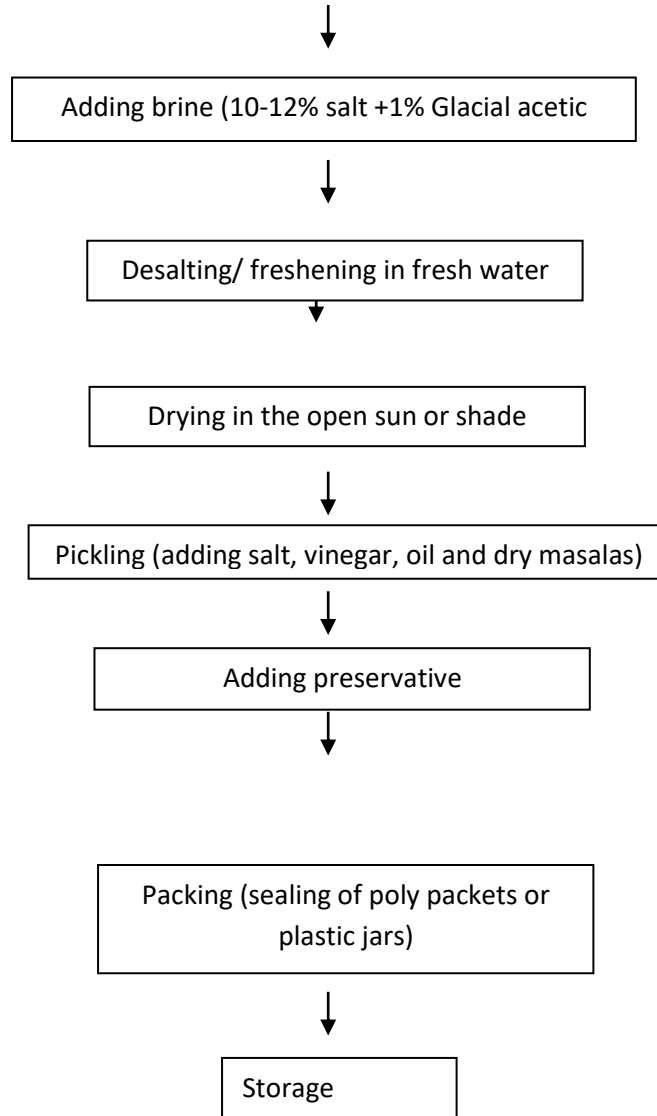 Adding brine (10-12% salt +1% Glacial acetic
Desalting/ freshening in fresh water
Drying in the open sun or shade
Pickling (adding salt, vinegar, oil and dry masalas)
Adding preservative
Packing (sealing of poly packets or
plastic jars)
Storage